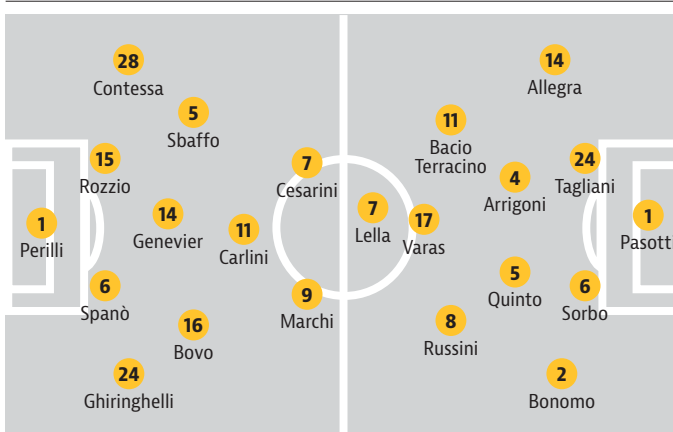 28
Contessa
5
Sbaffo
15
Rozzio
7
Cesarini
14
Genevier
11
Carlini
1
Perilli
6
Spanò
9
Marchi
16
Bovo
24
Ghiringhelli
14
Allegra
11
Bacio
Terracino
24
Tagliani
4
Arrigoni
7
Lella
17
Varas
1
Pasotti
5
Quinto
6
Sorbo
8
Russini
2
Bonomo